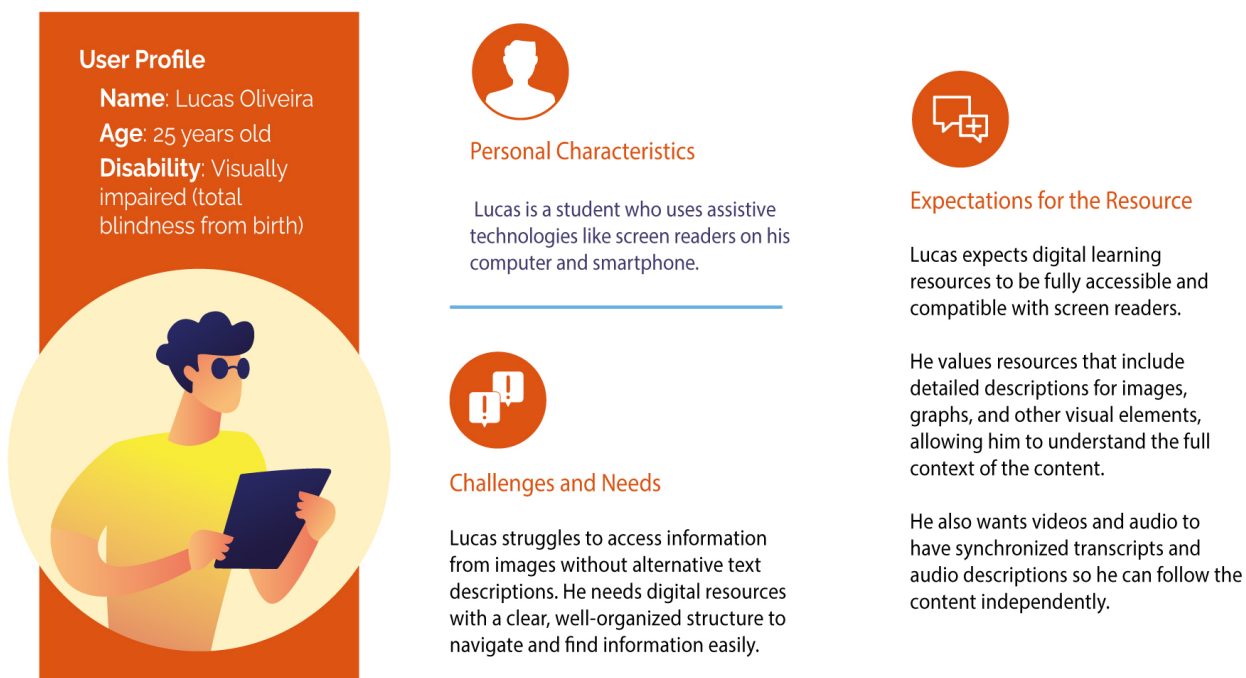 User Profile
Name: Lucas Oliveira
Age: 25 years old
Disability: Visually
impaired (total
blindness from birth)
Personal Characteristics
Lucas is a student who uses assistive
technologies like screen readers on his
computer and smartphone.
Challenges and Needs
Lucas struggles to access information
from images without alternative text
descriptions. He needs digital resources
with a clear, well-organized structure to
navigate and find information easily.
Expectations for the Resource
Lucas expects digital learning
resources to be fully accessible and
compatible with screen readers.
He values resources that include
detailed descriptions for images,
graphs, and other visual elements,
allowing him to understand the full
context of the content.
He also wants videos and audio to
have synchronized transcripts and
audio descriptions so he can follow the
content independently.